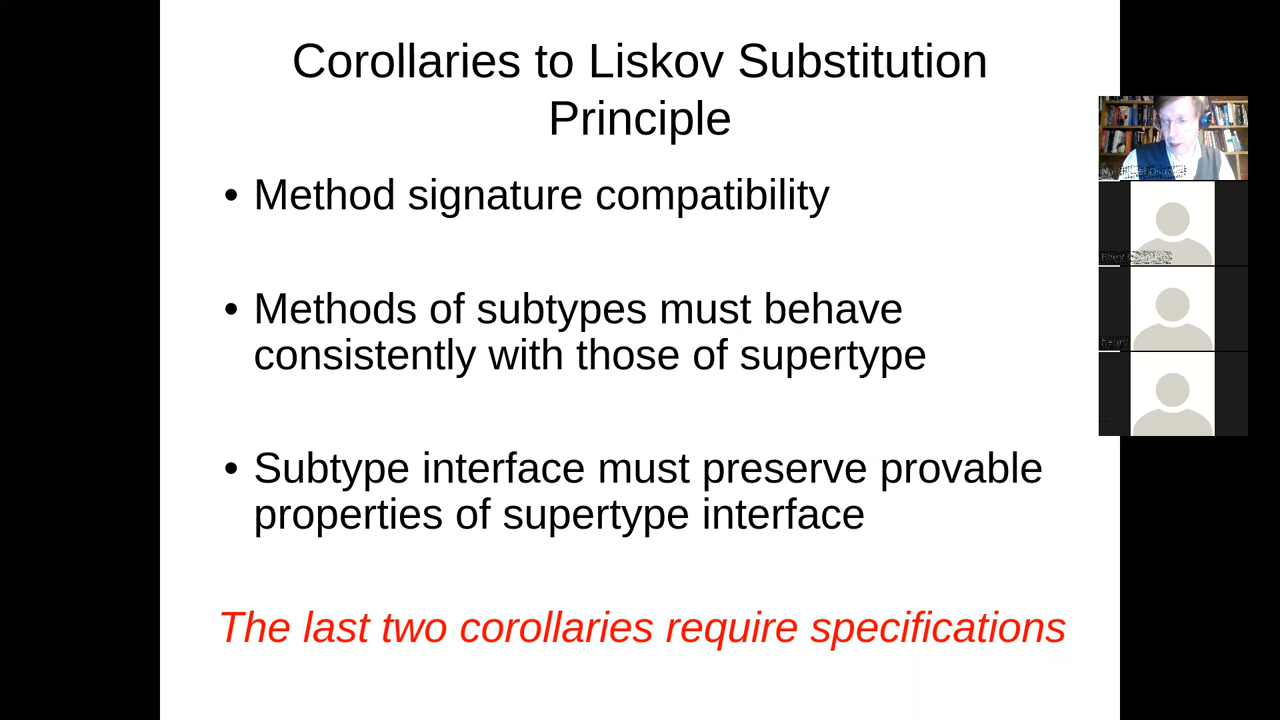 Corollaries to Liskov Substitution
Principle
• Method signature compatibility
• Methods of subtypes must behave
consistently with those of supertype
• Subtype interface must preserve provable
properties of supertype interface
The last two corollaries require specifications